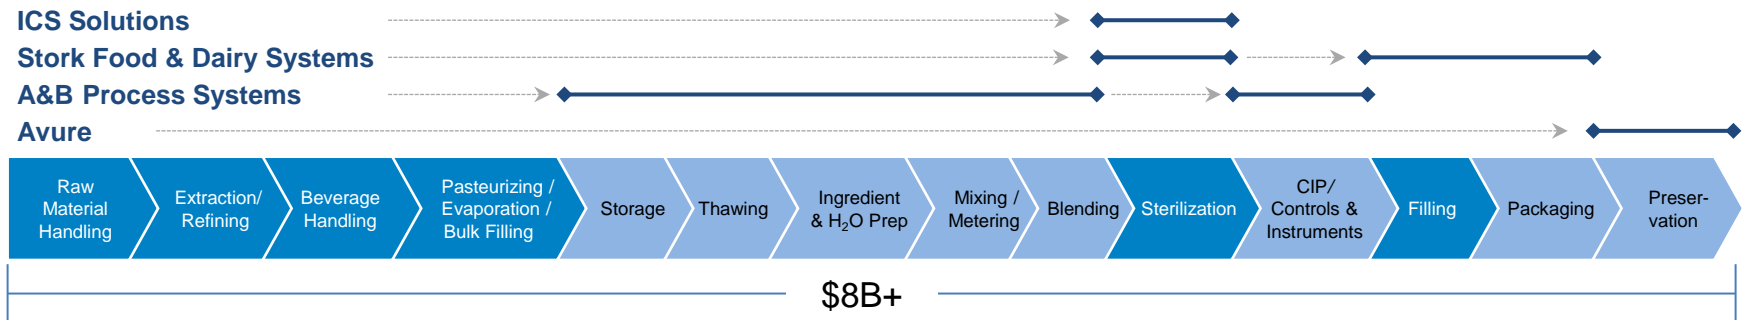 ICS Solutions
Stork Food & Dairy Systems
A&B Process Systems
Avure
Raw
Material
Handling
Extraction/
Refining
Beverage
Handling
Pasteurizing /
Evaporation /
Bulk Filling
Storage
Thawing
Ingredient
& H₂O Prep
Mixing /
Metering
Blending
Sterilization
CIP/
Controls &
Instruments
Filling
Packaging
Preser-
vation
$8B+